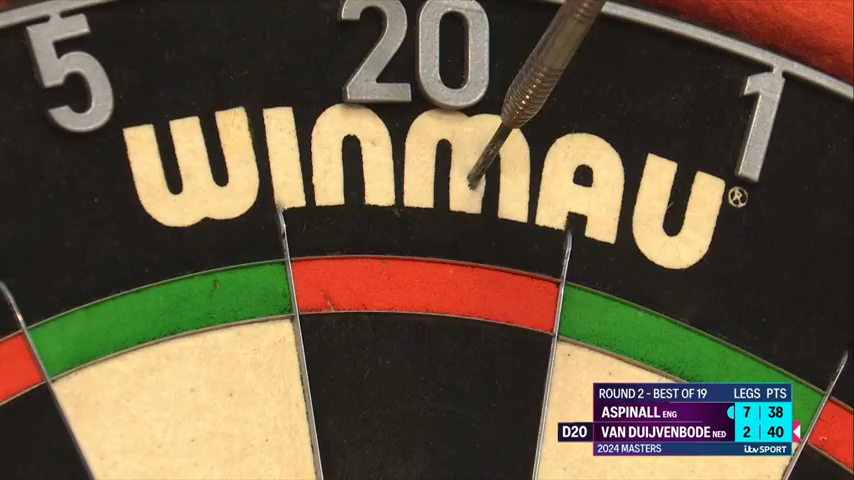 5 20 1
WINMAU®
ROUND 2 - BEST OF 19 LEGS PTS
ASPINALL ENG 7 38
D20 VAN DUIJVENBODE NED 2 40
2024 MASTERS itv SPORT